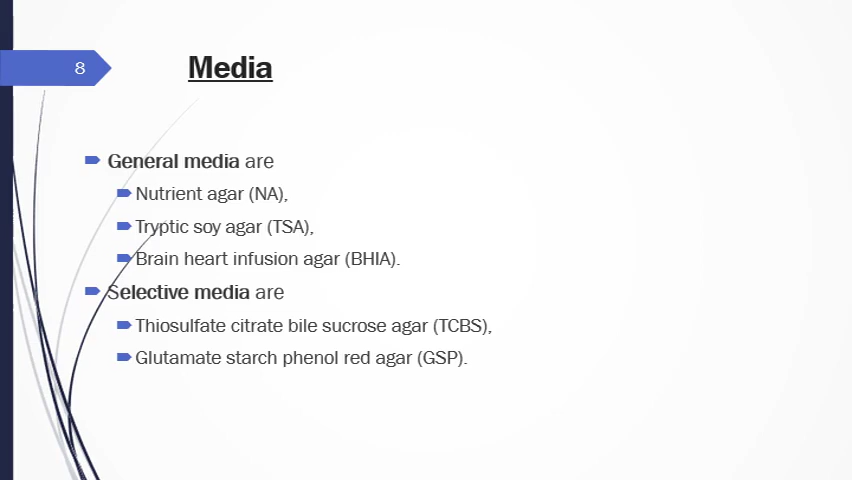 8
Media
General media are
Nutrient agar (NA),
Tryptic soy agar (TSA),
Brain heart infusion agar (BHIA).
Selective media are
Thiosulfate citrate bile sucrose agar (TCBS),
Glutamate starch phenol red agar (GSP).